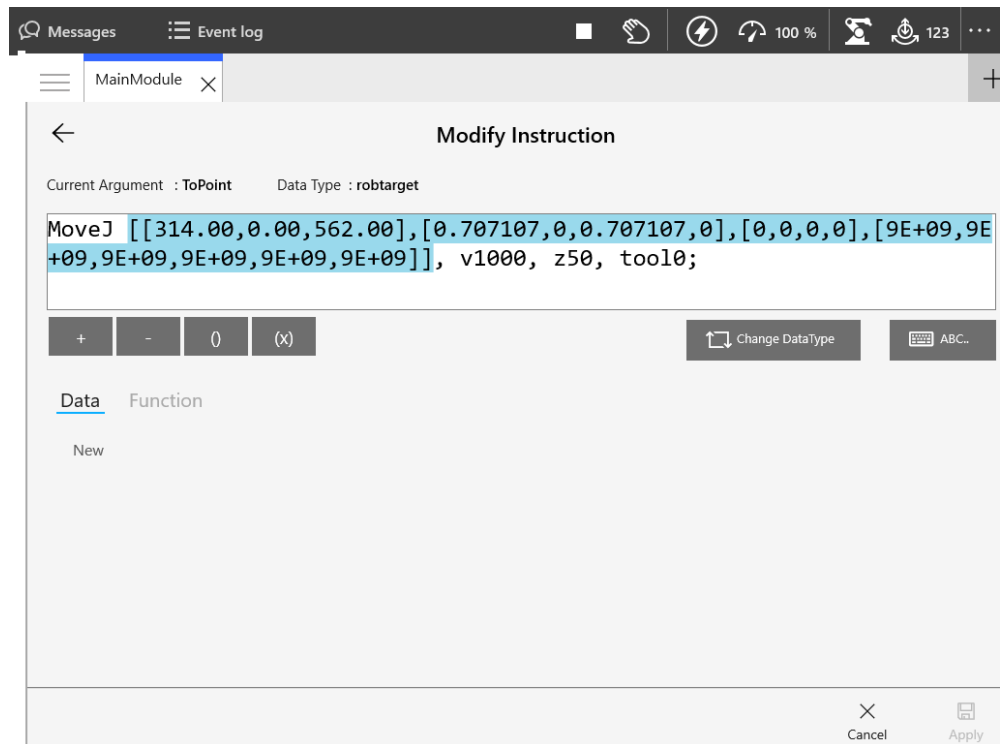 Messages Event log 100 % 123 ...
MainModule
Modify Instruction
Current Argument : ToPoint Data Type : robtarget
MoveJ [[314.00,0.00,562.00],[0.707107,0,0.707107,0],[0,0,0,0],[9E+09,9E
+09,9E+09,9E+09,9E+09,9E+09]], v1000, z50, tool0;
+ - () (x) Change DataType ABC..
Data Function
New
Cancel Apply